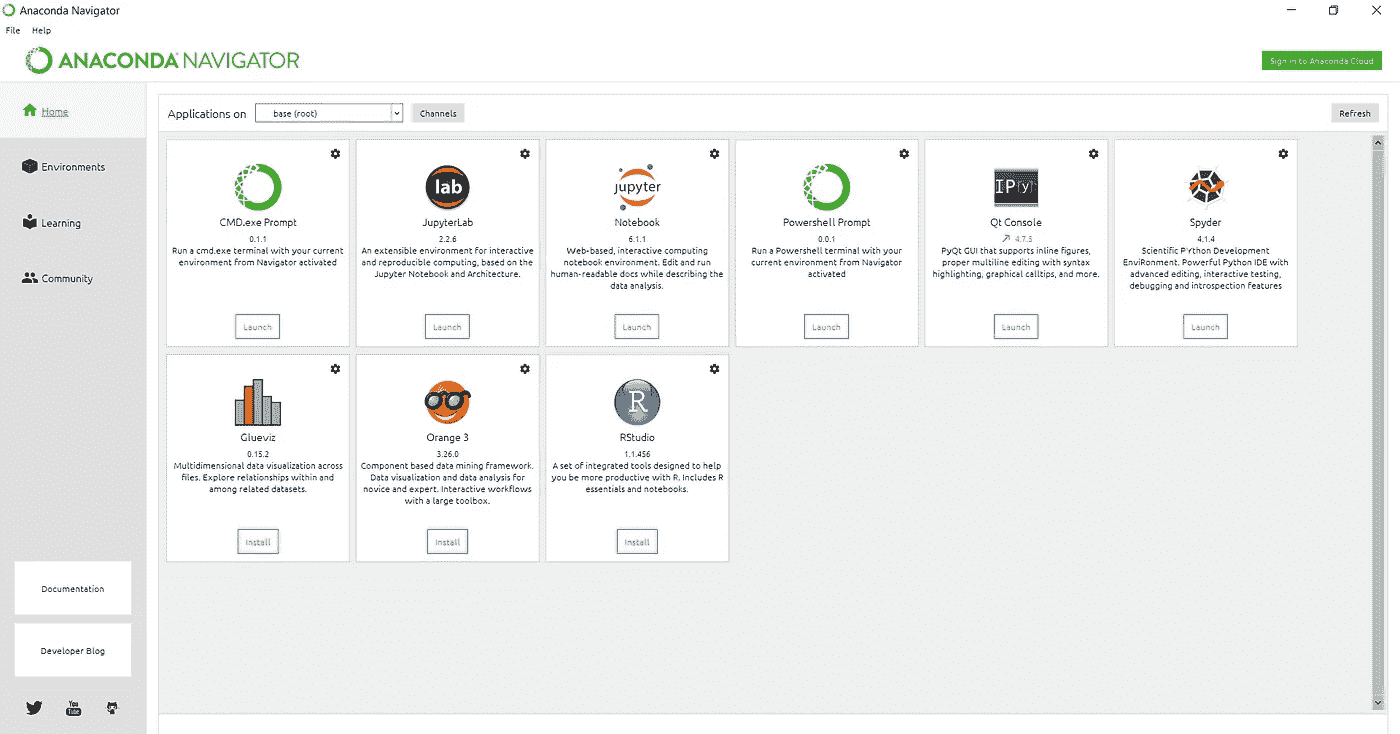 Anaconda Navigator
File Help
ANACONDA NAVIGATOR
Sign in to Anaconda Cloud
Home
Environments
Learning
Community
Documentation
Developer Blog
You
Tube
Applications on base (root) Channels Refresh
CMD.exe Prompt
0.1.1
Run a cmd.exe terminal with your current
environment from Navigator activated
Launch
lab
JupyterLab
2.2.6
An extensible environment for interactive
and reproducible computing, based on the
Jupyter Notebook and Architecture.
Launch
jupyter
Notebook
6.1.1
Web-based, interactive computing
notebook environment. Edit and run
human-readable docs while describing the
data analysis.
Launch
Powershell Prompt
0.0.1
Run a Powershell terminal with your
current environment from Navigator
activated
Launch
IP[y]
Qt Console
4.7.5
PyQt GUI that supports inline figures,
proper multiline editing with syntax
highlighting, graphical calltips, and more.
Launch
Spyder
4.1.4
Scientific PYthon Development
EnviRonment. Powerful Python IDE with
advanced editing, interactive testing,
debugging and introspection features
Launch
Glueviz
0.15.2
Multidimensional data visualization across
files. Explore relationships within and
among related datasets.
Install
Orange 3
3.26.0
Component based data mining framework.
Data visualization and data analysis for
novice and expert. Interactive workflows
with a large toolbox.
Install
R
RStudio
1.1.456
A set of integrated tools designed to help
you be more productive with R. Includes R
essentials and notebooks.
Install